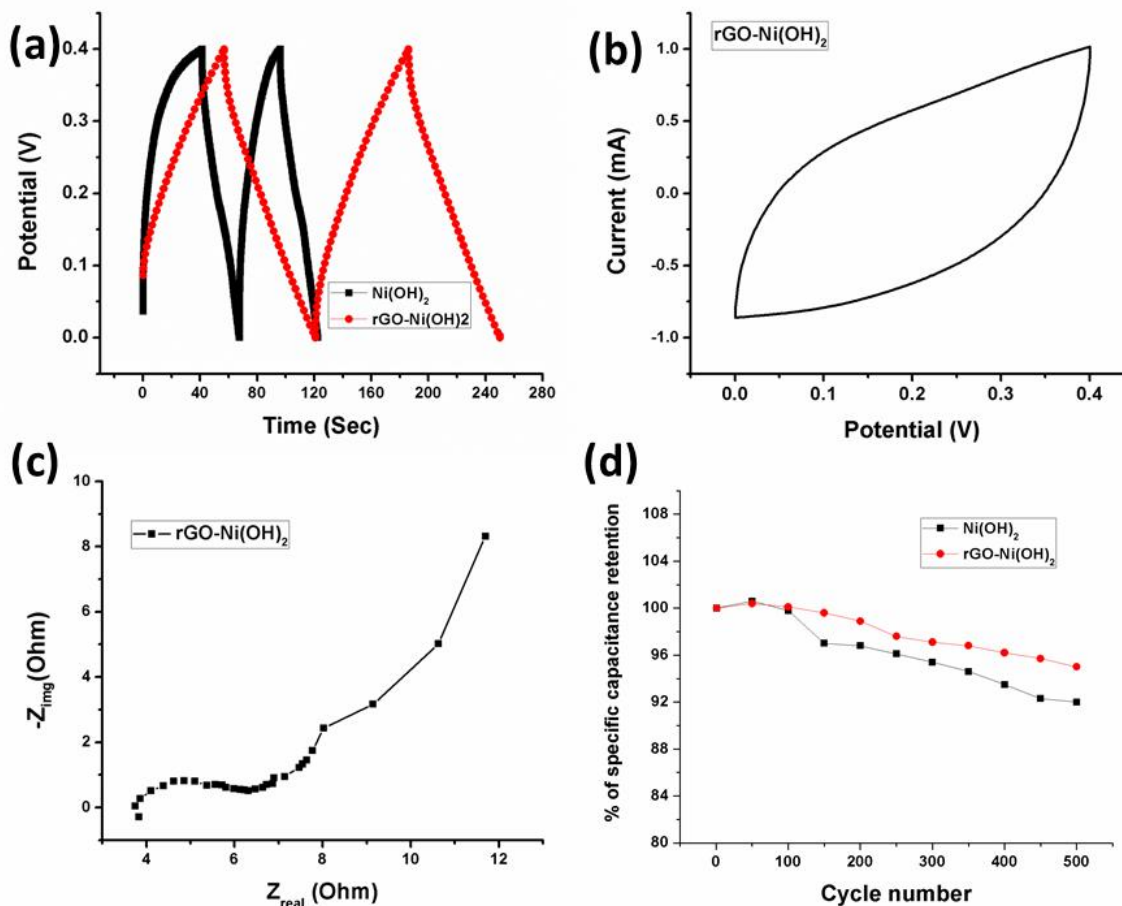 (a)
Potential (V)
0.4
0.3
0.2
0.1
0.0
Ni(OH)₂
rGO-Ni(OH)2
0 40 80 120 160 200 240 280
Time (Sec)
(b)
rGO-Ni(OH)₂
Current (mA)
1.0
0.5
0.0
-0.5
-1.0
0.0 0.1 0.2 0.3 0.4
Potential (V)
(c)
-Z_img(Ohm)
10
8
6
4
2
0
rGO-Ni(OH)₂
4 6 8 10 12
Z_real (Ohm)
(d)
% of specific capacitance retention
108
104
100
96
92
88
84
80
Ni(OH)₂
rGO-Ni(OH)₂
0 100 200 300 400 500
Cycle number